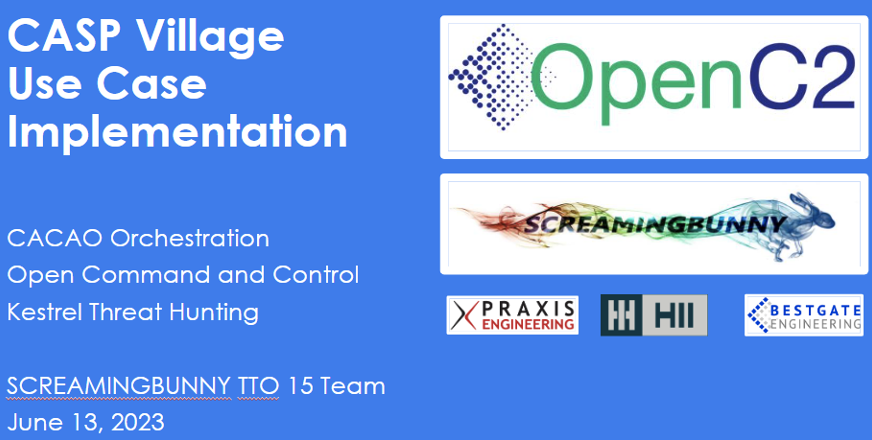 CASP Village
Use Case
Implementation
CACAO Orchestration
Open Command and Control
Kestrel Threat Hunting
SCREAMINGBUNNY TTO 15 Team
June 13, 2023
OpenC2
SCREAMINGBUNNY
PRAXIS
ENGINEERING
HII
BESTGATE
ENGINEERING